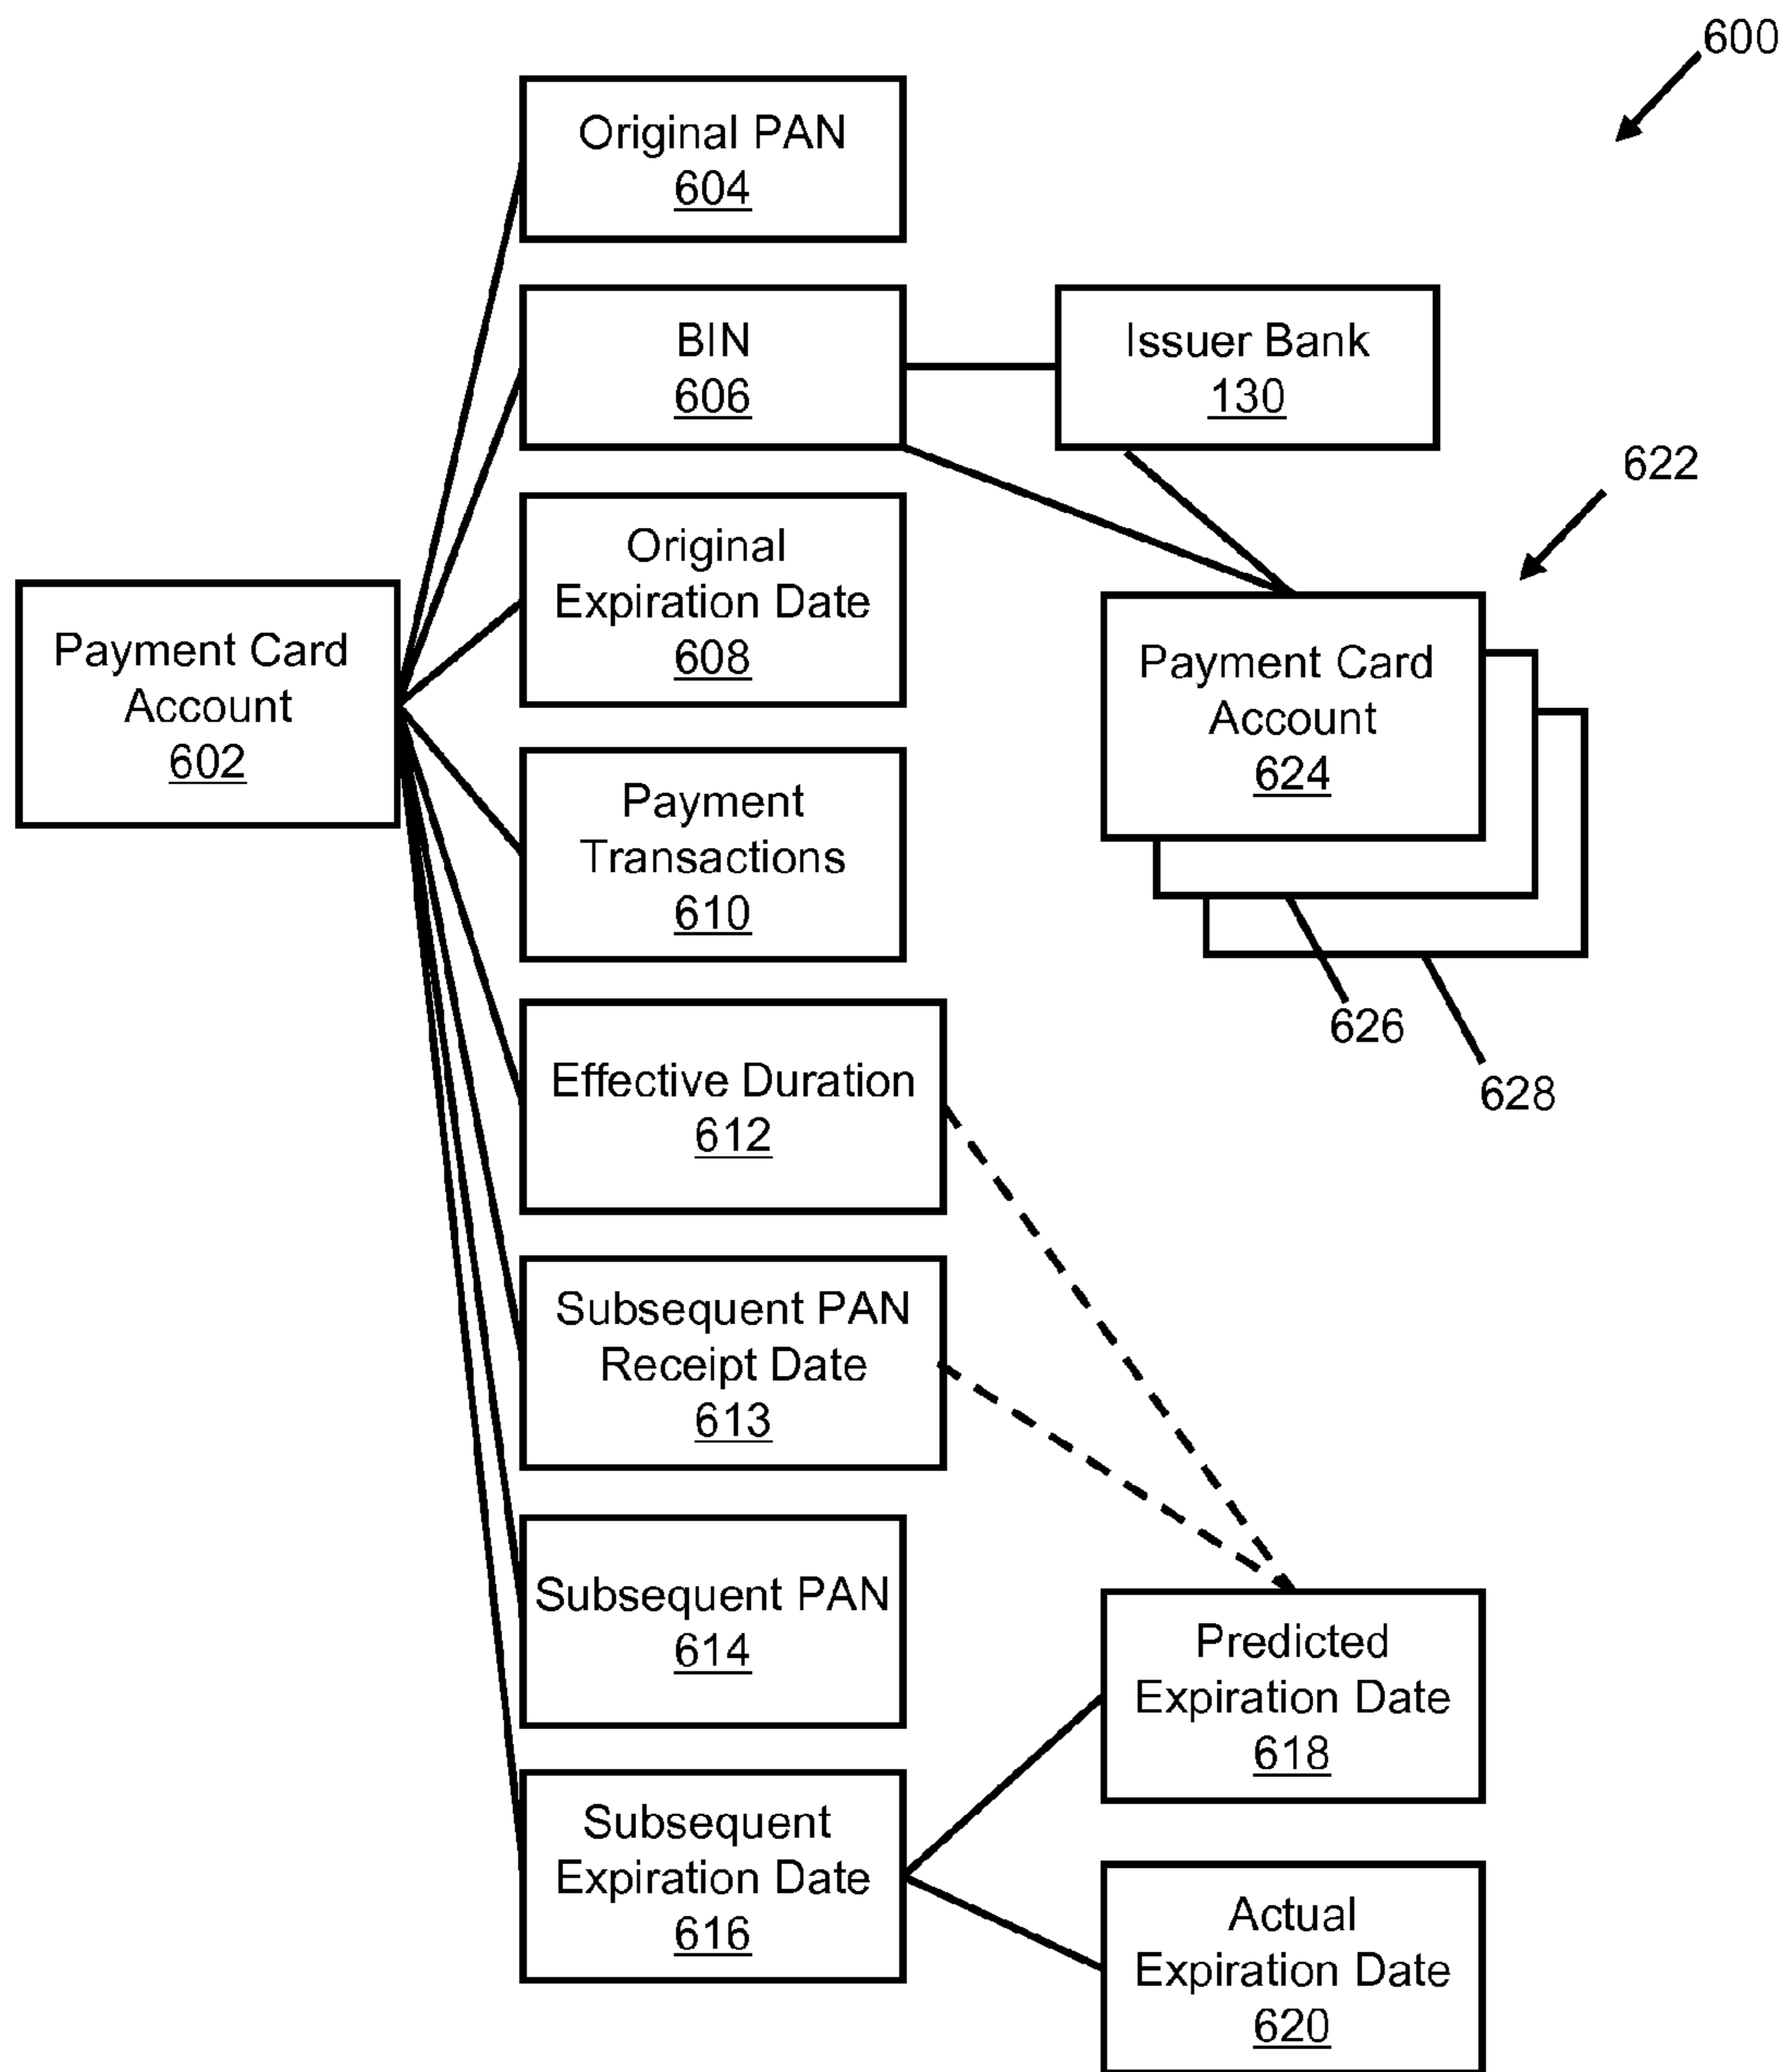 600
Original PAN
604
BIN
606
Issuer Bank
130
622
Original
Expiration Date
608
Payment Card
Account
602
Payment Card
Account
624
Payment
Transactions
610
626
628
Effective Duration
612
Subsequent PAN
Receipt Date
613
Subsequent PAN
614
Predicted
Expiration Date
618
Subsequent
Expiration Date
616
Actual
Expiration Date
620